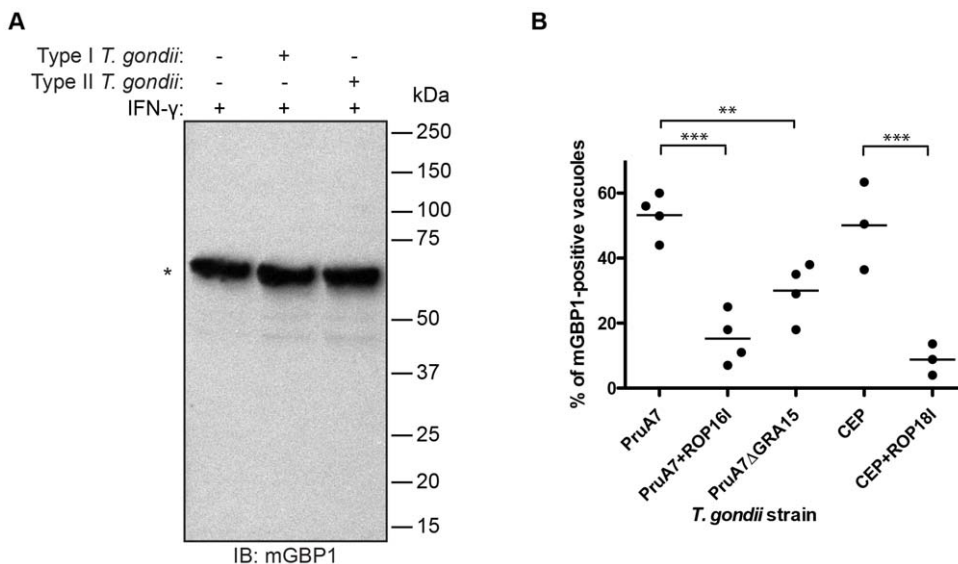 A
Type I T. gondii: - + -
Type II T. gondii: - - +
IFN-γ: + + +
kDa
250
150
100
75
*
50
37
25
20
15
IB: mGBP1
B
** 
*** ***
% of mGBP1-positive vacuoles
60
40
20
0
PruA7
PruA7+ROP16I
PruA7ΔGRA15
CEP
CEP+ROP18I
T. gondii strain